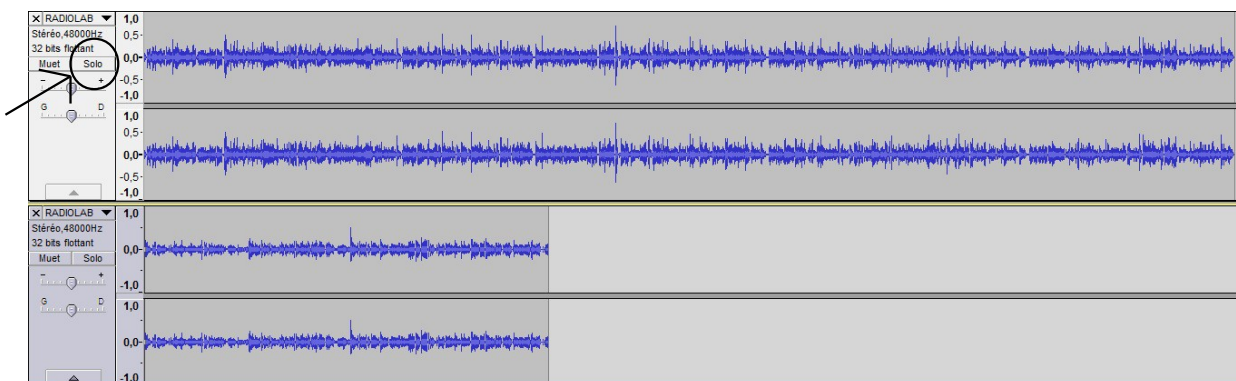 RADIOLAB
Stéréo,48000Hz
32 bits flottant
Muet Solo
- +
G D
1,0
0,5-
0,0-
-0,5-
-1,0
1,0
0,5-
0,0-
-0,5-
-1,0
RADIOLAB
Stéréo,48000Hz
32 bits flottant
Muet Solo
- +
G D
1,0
0,0-
-1,0
1,0
0,0-
-1,0